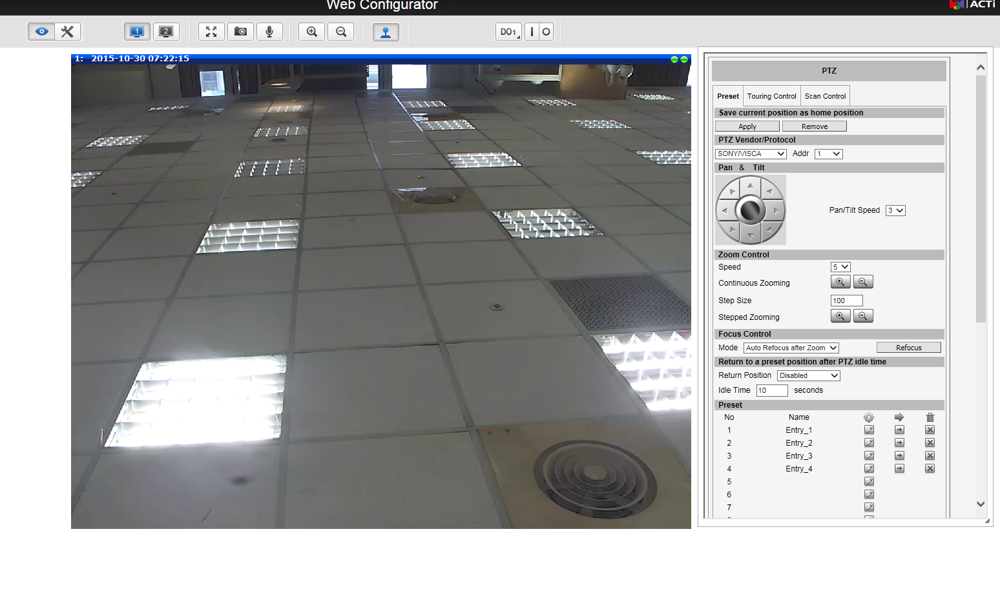 Web Configurator
ACTi
1
2
DO1
1: 2015-10-30 07:22:15
PTZ
Preset Touring Control Scan Control
Save current position as home position
Apply Remove
PTZ Vendor/Protocol
SONY/VISCA Addr 1
Pan & Tilt
Pan/Tilt Speed 3
Zoom Control
Speed 5
Continuous Zooming
Step Size 100
Stepped Zooming
Focus Control
Mode Auto Refocus after Zoom Refocus
Return to a preset position after PTZ idle time
Return Position Disabled
Idle Time 10 seconds
Preset
No Name
1 Entry_1
2 Entry_2
3 Entry_3
4 Entry_4
5
6
7